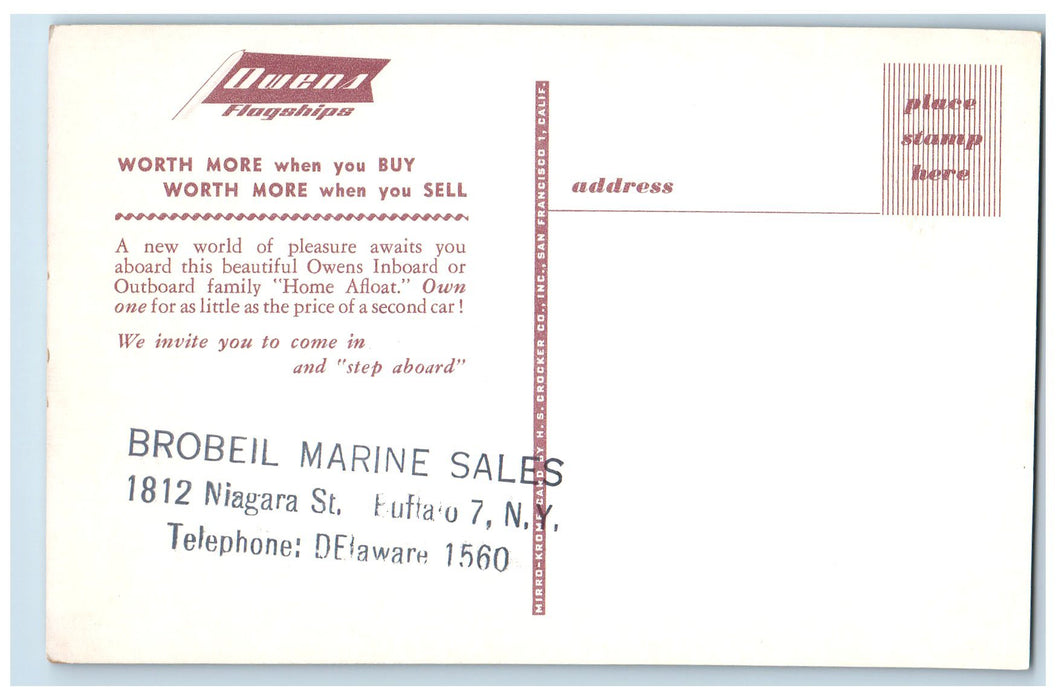 Owens
Flagships
WORTH MORE when you BUY
WORTH MORE when you SELL
A new world of pleasure awaits you
aboard this beautiful Owens Inboard or
Outboard family "Home Afloat." Own
one for as little as the price of a second car!
We invite you to come in
and "step aboard"
BROBEIL MARINE SALES
1812 Niagara St. Buffalo 7, N.Y.
Telephone: DElaware 1560
MIRRO-KROME CARD BY H. S. CROCKER CO., INC., SAN FRANCISCO 1, CALIF.
address
place
stamp
here